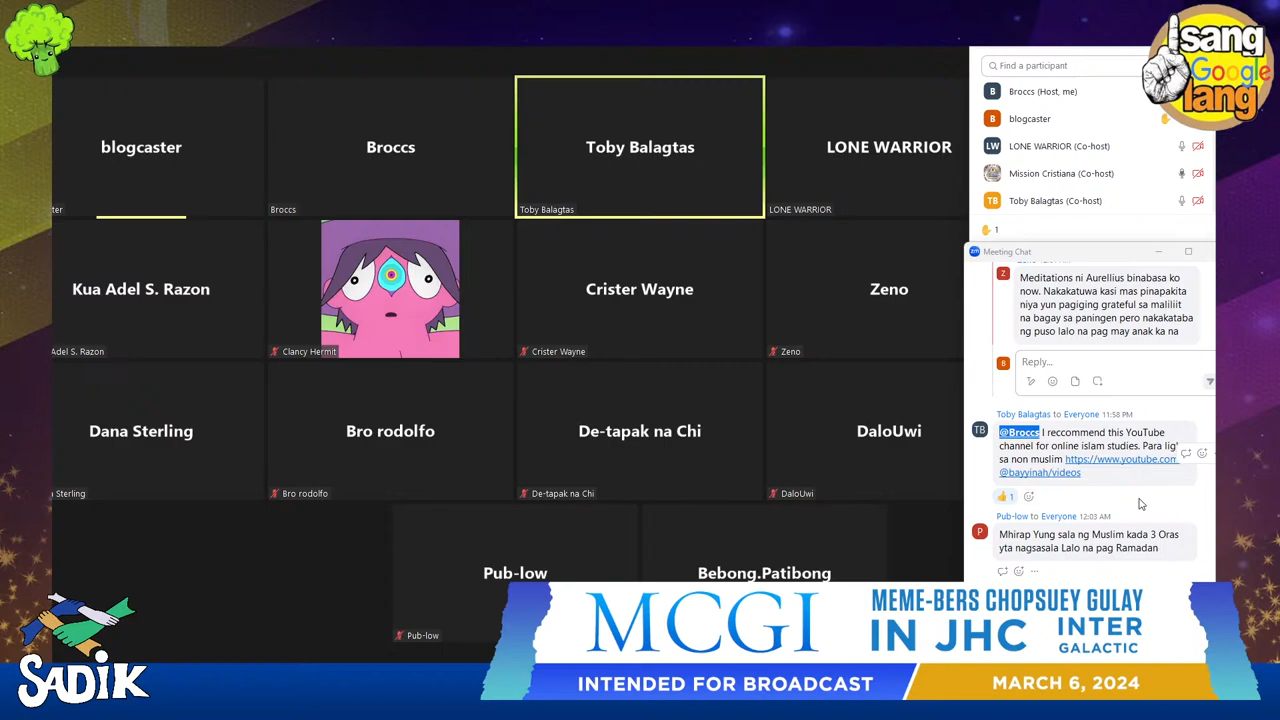 blogcaster
Broccs
Toby Balagtas
LONE WARRIOR
ter
Broccs
Toby Balagtas
LONE WARRIOR
Kua Adel S. Razon
Crister Wayne
Zeno
Adel S. Razon
Clancy Hermit
Crister Wayne
Zeno
Dana Sterling
Bro rodolfo
De-tapak na Chi
DaloUwi
Sterling
Bro rodolfo
De-tapak na Chi
DaloUwi
Pub-low
Bebong.Patibong
Pub-low
Find a participant
B Broccs (Host, me)
B blogcaster
LW LONE WARRIOR (Co-host)
Mission Cristiana (Co-host)
TB Toby Balagtas (Co-host)
1
zm Meeting Chat
Z
Meditations ni Aurellius binabasa ko
now. Nakakatuwa kasi mas pinapakita
niya yun pagiging grateful sa maliliit
na bagay sa paningen pero nakakataba
ng puso lalo na pag may anak ka na
B
Reply...
Toby Balagtas to Everyone 11:58 PM
TB
@Broccs I reccommend this YouTube
channel for online islam studies. Para lig
sa non muslim https://www.youtube.com
@bayyinah/videos
1
Pub-low to Everyone 12:03 AM
P
Mhirap Yung sala ng Muslim kada 3 Oras
yta nagsasala Lalo na pag Ramadan
Isang
Google
lang
SADIK
MCGI
MEME-BERS CHOPSUEY GULAY
IN JHC INTER
GALACTIC
INTENDED FOR BROADCAST
MARCH 6, 2024